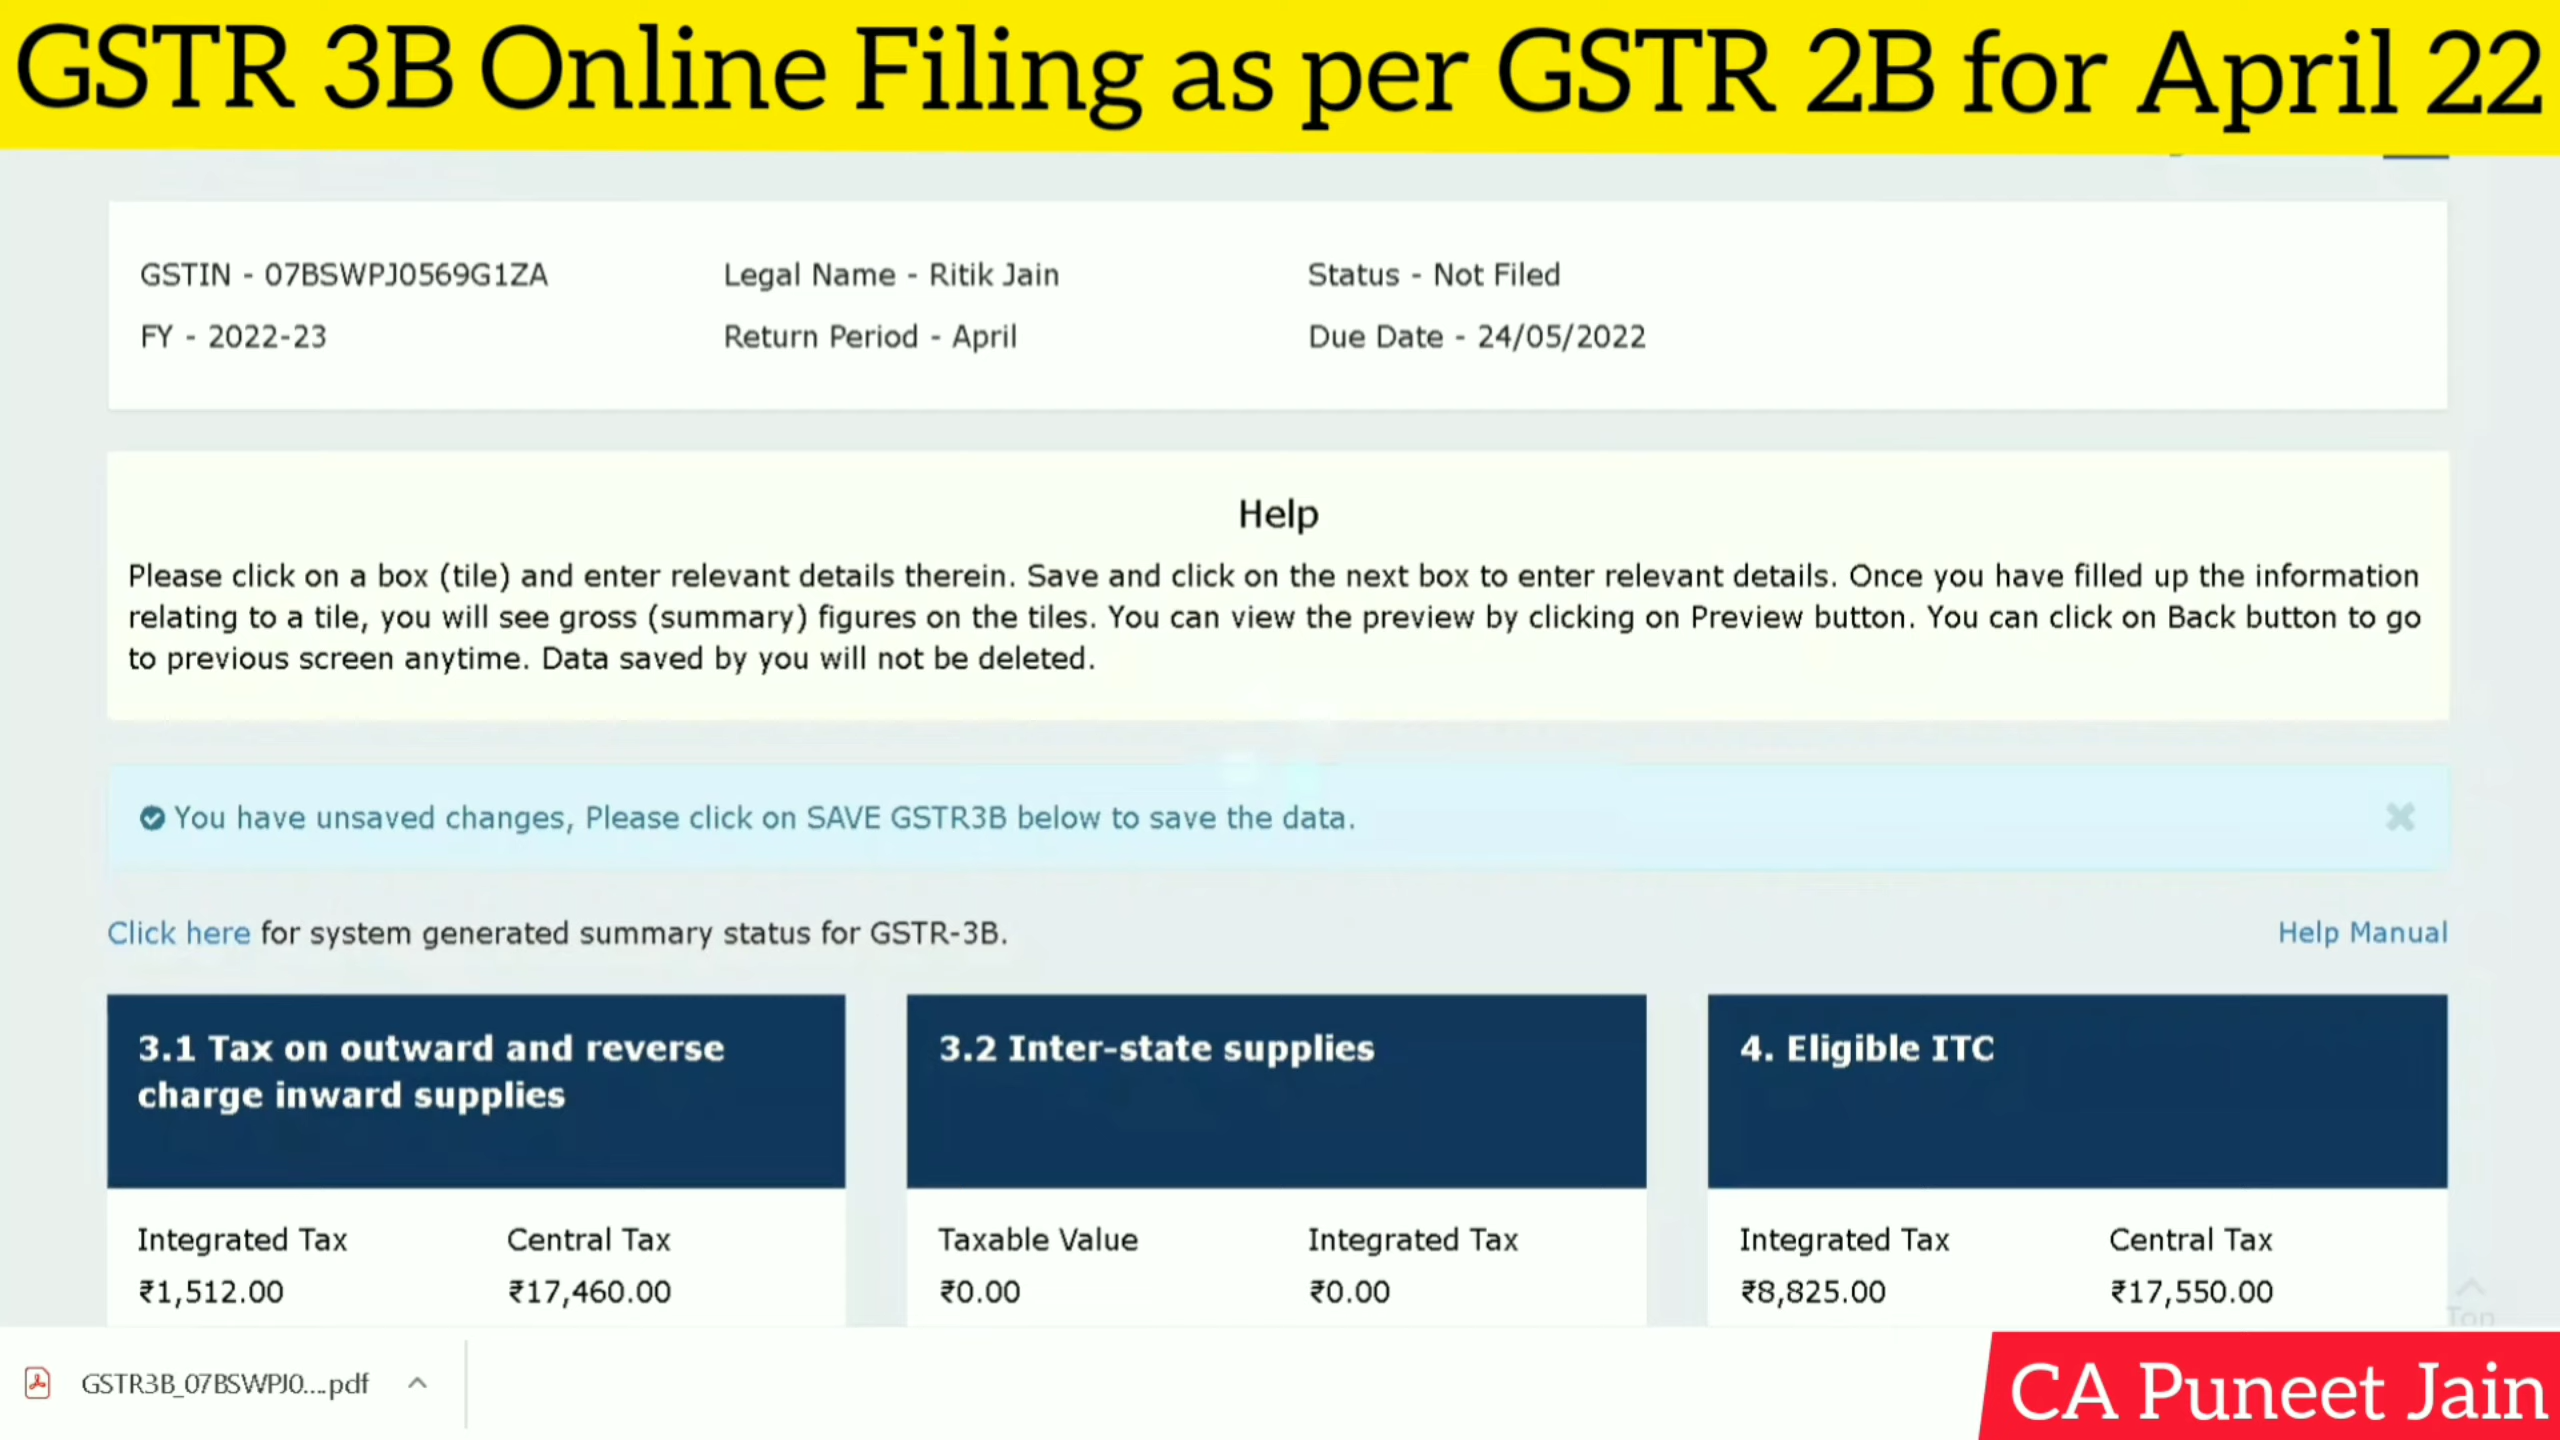 GSTR 3B Online Filing as per GSTR 2B for April 22
GSTIN - 07BSWPJ0569G1ZA
Legal Name - Ritik Jain
Status - Not Filed
FY - 2022-23
Return Period - April
Due Date - 24/05/2022
Help
Please click on a box (tile) and enter relevant details therein. Save and click on the next box to enter relevant details. Once you have filled up the information
relating to a tile, you will see gross (summary) figures on the tiles. You can view the preview by clicking on Preview button. You can click on Back button to go
to previous screen anytime. Data saved by you will not be deleted.
You have unsaved changes, Please click on SAVE GSTR3B below to save the data.
Click here for system generated summary status for GSTR-3B.
Help Manual
3.1 Tax on outward and reverse
charge inward supplies
Integrated Tax
Central Tax
₹1,512.00
₹17,460.00
3.2 Inter-state supplies
Taxable Value
Integrated Tax
₹0.00
₹0.00
4. Eligible ITC
Integrated Tax
Central Tax
₹8,825.00
₹17,550.00
Top
GSTR3B_07BSWPJ0....pdf
CA Puneet Jain